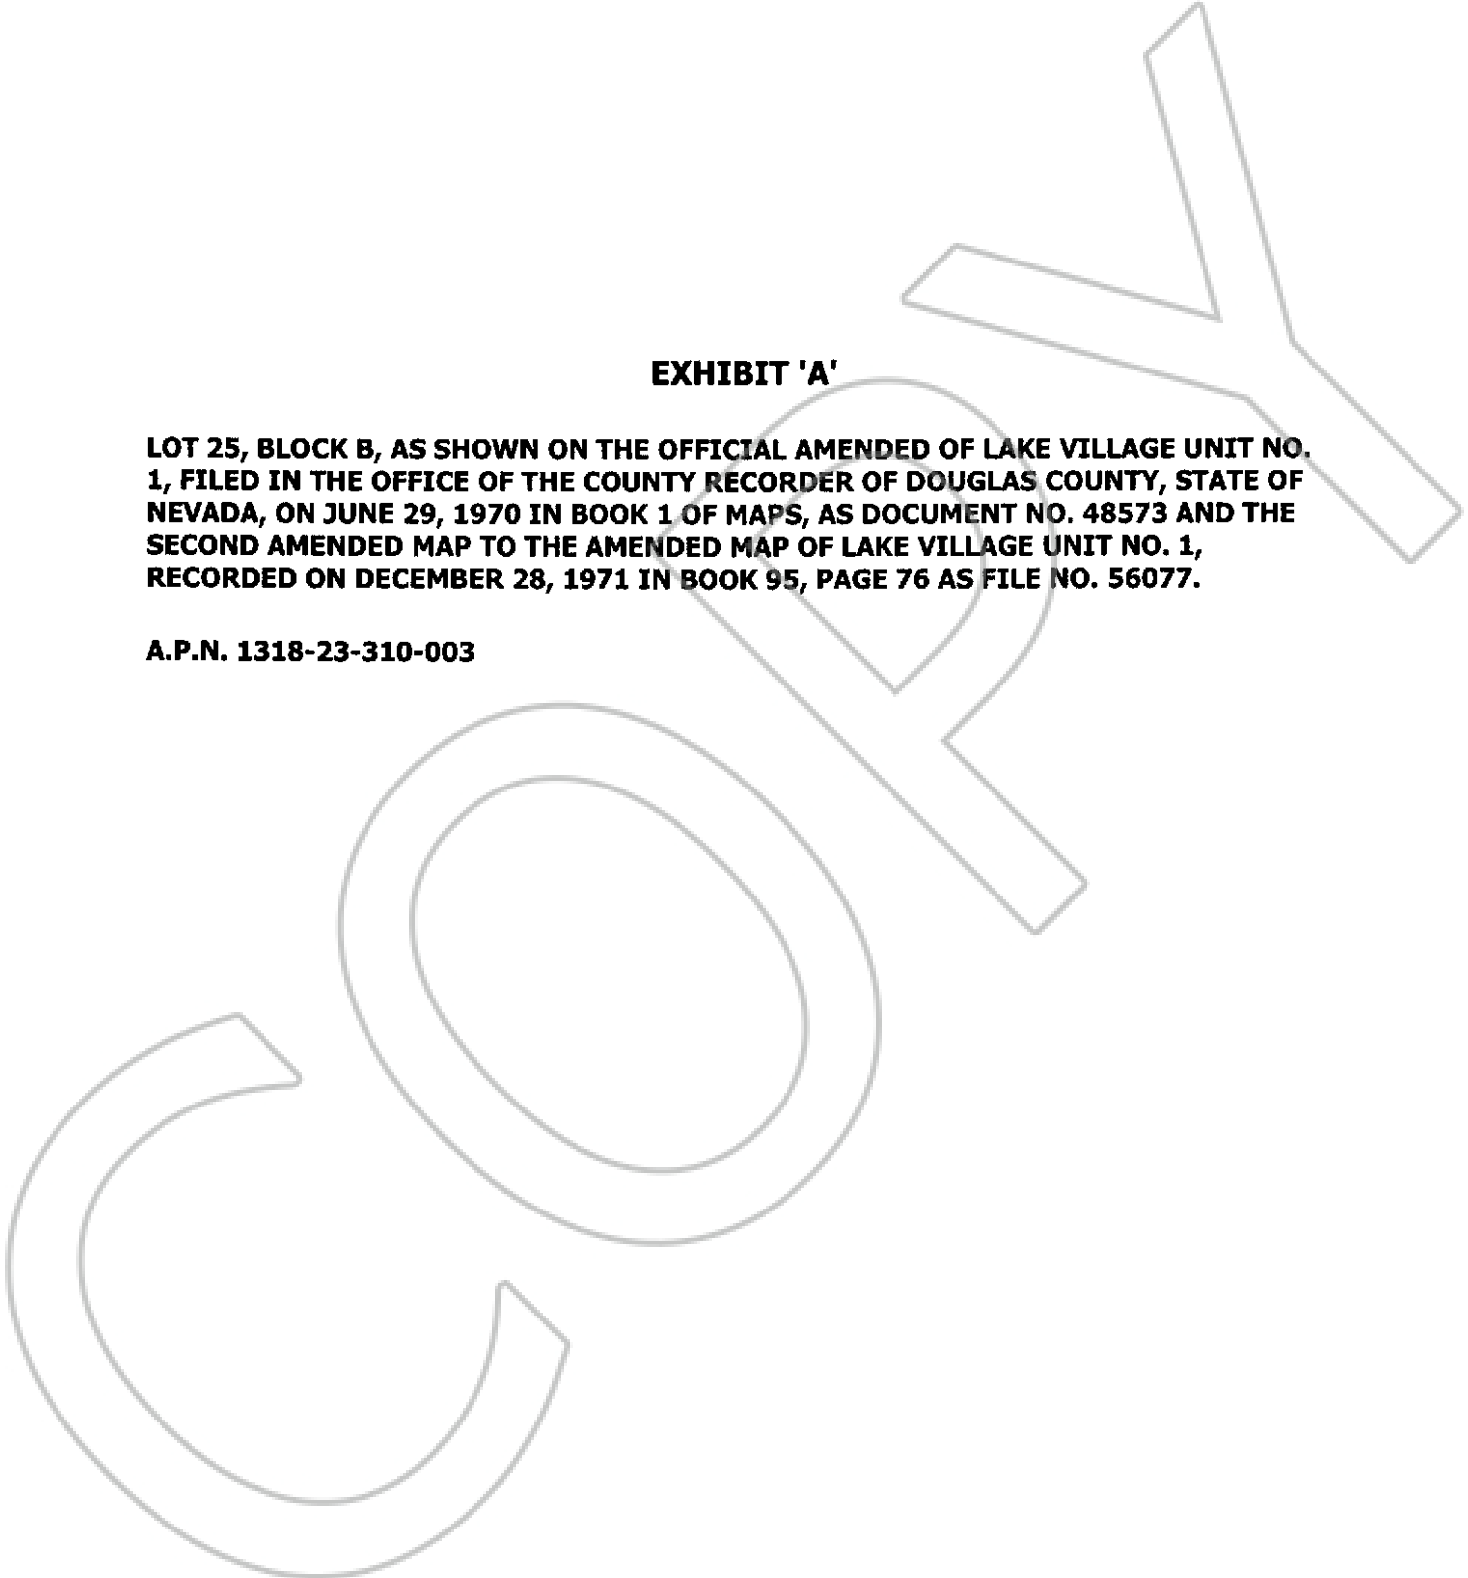 EXHIBIT 'A'
LOT 25, BLOCK B, AS SHOWN ON THE OFFICIAL AMENDED OF LAKE VILLAGE UNIT NO.
1, FILED IN THE OFFICE OF THE COUNTY RECORDER OF DOUGLAS COUNTY, STATE OF
NEVADA, ON JUNE 29, 1970 IN BOOK 1 OF MAPS, AS DOCUMENT NO. 48573 AND THE
SECOND AMENDED MAP TO THE AMENDED MAP OF LAKE VILLAGE UNIT NO. 1,
RECORDED ON DECEMBER 28, 1971 IN BOOK 95, PAGE 76 AS FILE NO. 56077.
A.P.N. 1318-23-310-003
COPY